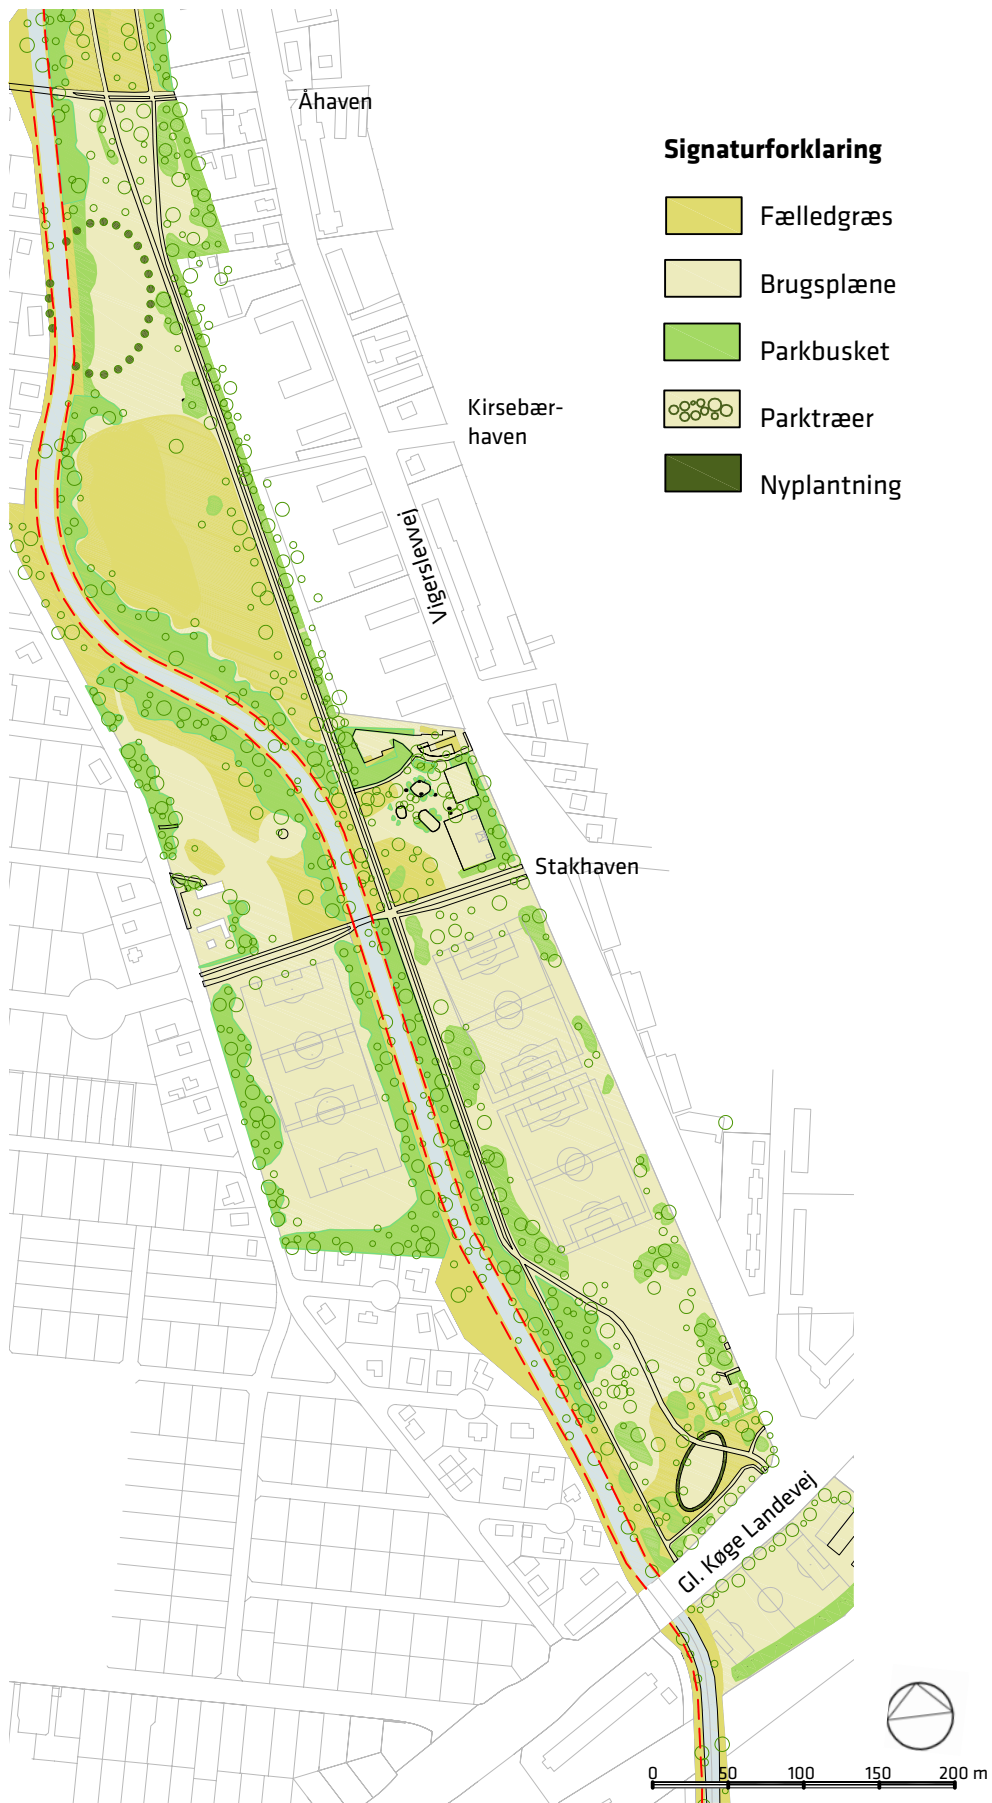 Åhaven
Signaturforklaring
Fælledgræs
Brugsplæne
Parkbusket
Parktræer
Nyplantning
Kirsebær-
haven
Vigerslevvej
Stakhaven
Gl. Køge Landevej
0 50 100 150 200 m